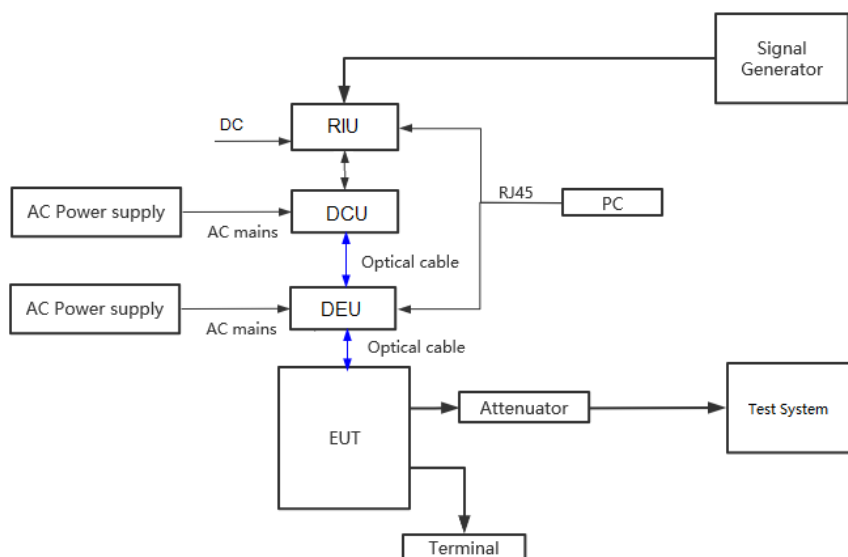 Signal
Generator
DC
RIU
RJ45
PC
AC Power supply
AC mains
DCU
Optical cable
AC Power supply
AC mains
DEU
Optical cable
EUT
Attenuator
Test System
Terminal